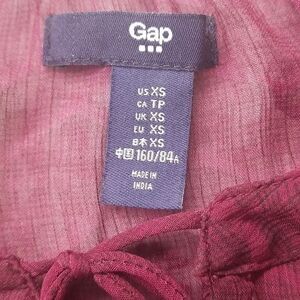 Gap
US XS
CA TP
UK XS
EU XS
日本 XS
中国 160/84A
MADE IN
INDIA